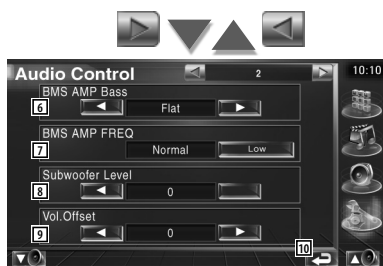 Audio Control 2 10:10
BMS AMP Bass
6 Flat
BMS AMP FREQ
7 Normal Low
Subwoofer Level
8 0
Vol.Offset
9 0
10